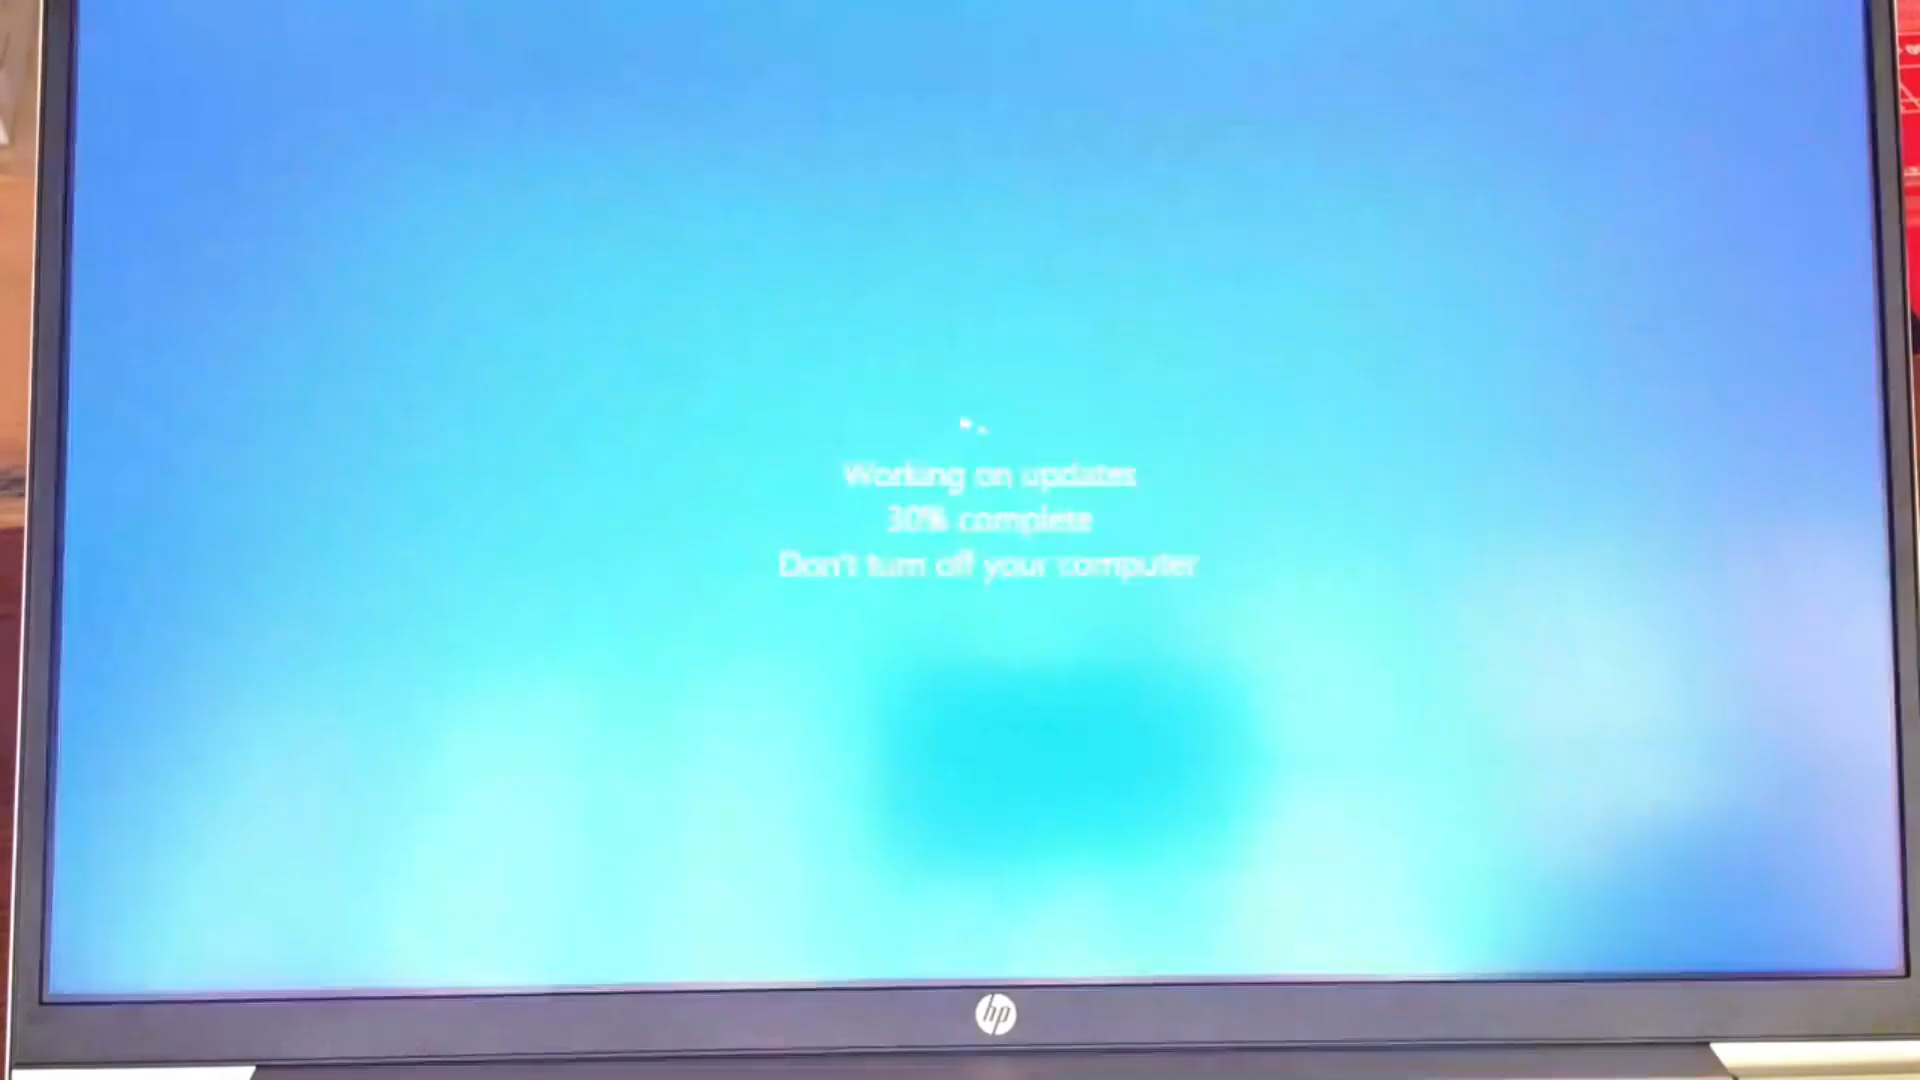 Working on updates
30% complete
Don't turn off your computer
hp